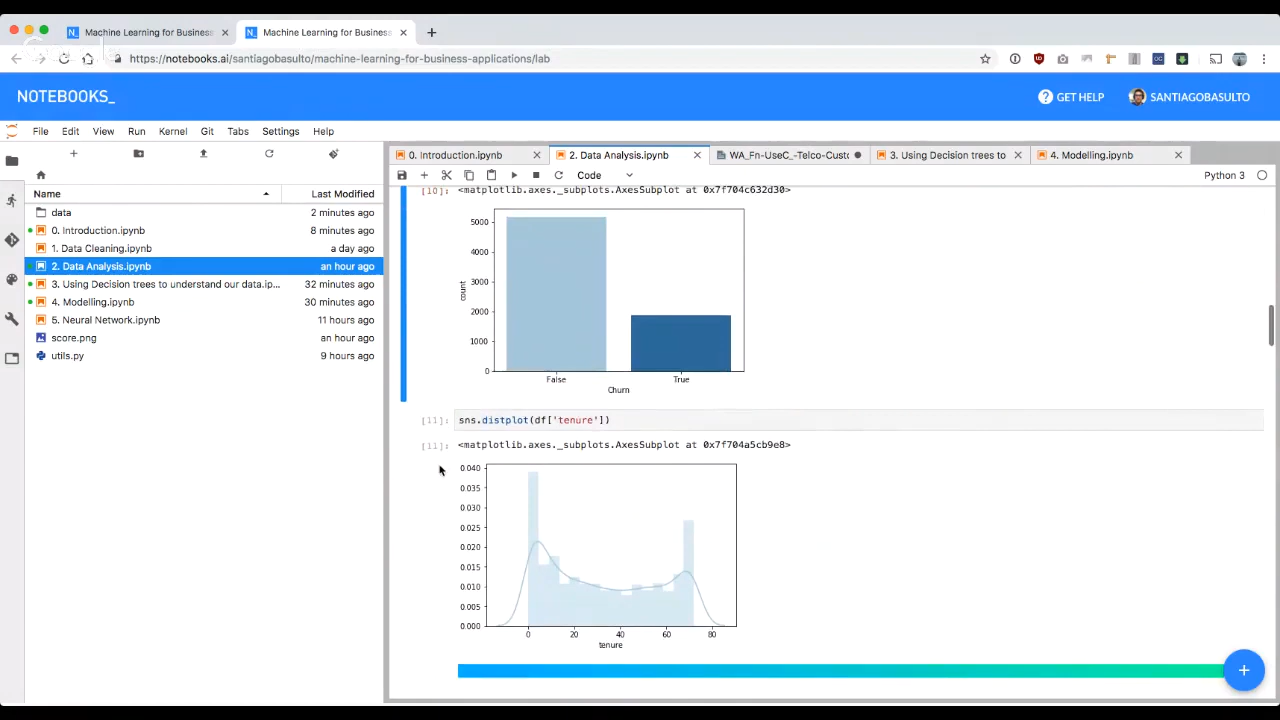 Machine Learning for Business
Machine Learning for Business
https://notebooks.ai/santiagobasulto/machine-learning-for-business-applications/lab
NOTEBOOKS_
? GET HELP
SANTIAGOBASULTO
File Edit View Run Kernel Git Tabs Settings Help
0. Introduction.ipynb
2. Data Analysis.ipynb
WA_Fn-UseC_-Telco-Custo
3. Using Decision trees to
4. Modelling.ipynb
Code
Python 3
Name Last Modified
data 2 minutes ago
0. Introduction.ipynb 8 minutes ago
1. Data Cleaning.ipynb a day ago
2. Data Analysis.ipynb an hour ago
3. Using Decision trees to understand our data.ip... 32 minutes ago
4. Modelling.ipynb 30 minutes ago
5. Neural Network.ipynb 11 hours ago
score.png an hour ago
utils.py 9 hours ago
[10]: <matplotlib.axes._subplots.AxesSubplot at 0x7f704c632d30>
5000
4000
3000
2000
1000
0
count
False True
Churn
[11]: sns.distplot(df['tenure'])
[11]: <matplotlib.axes._subplots.AxesSubplot at 0x7f704a5cb9e8>
0.040
0.035
0.030
0.025
0.020
0.015
0.010
0.005
0.000
0 20 40 60 80
tenure